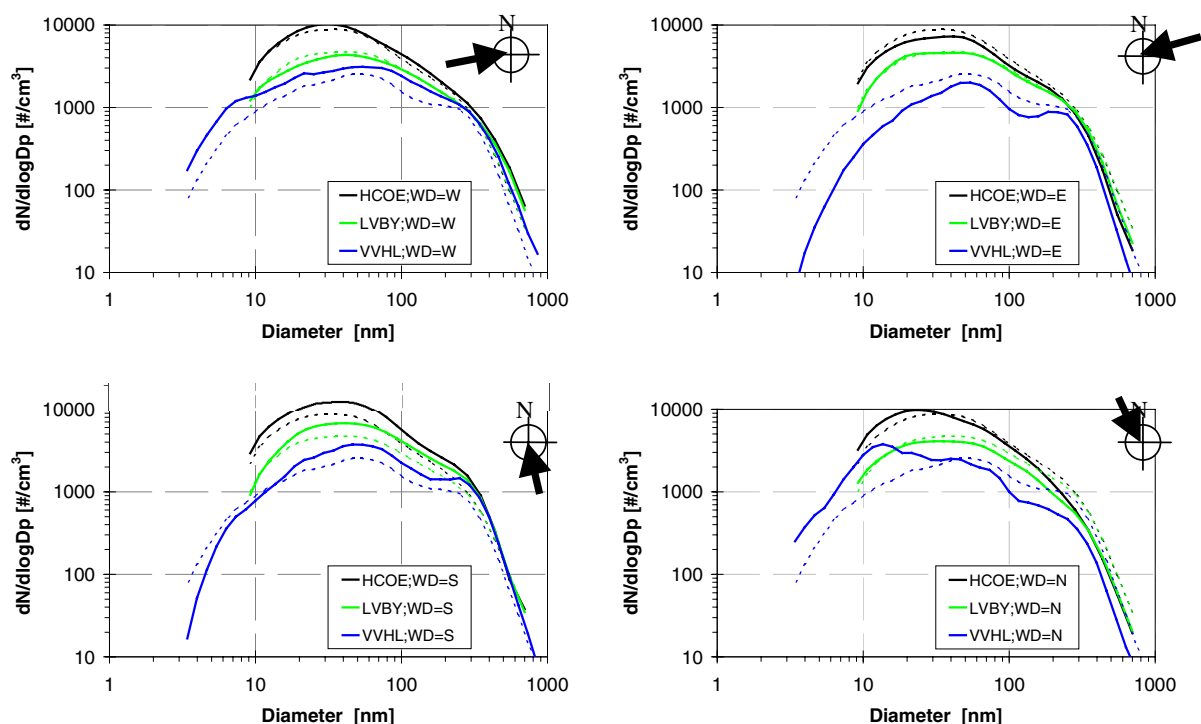 N
10000
1000
100
10
dN/dlogDp [#/cm³]
HCOE;WD=W
LVBY;WD=W
VVHL;WD=W
1 10 100 1000
Diameter [nm]
N
10000
1000
100
10
dN/dlogDp [#/cm³]
HCOE;WD=E
LVBY;WD=E
VVHL;WD=E
1 10 100 1000
Diameter [nm]
N
10000
1000
100
10
dN/dlogDp [#/cm³]
HCOE;WD=S
LVBY;WD=S
VVHL;WD=S
1 10 100 1000
Diameter [nm]
N
10000
1000
100
10
dN/dlogDp [#/cm³]
HCOE;WD=N
LVBY;WD=N
VVHL;WD=N
1 10 100 1000
Diameter [nm]